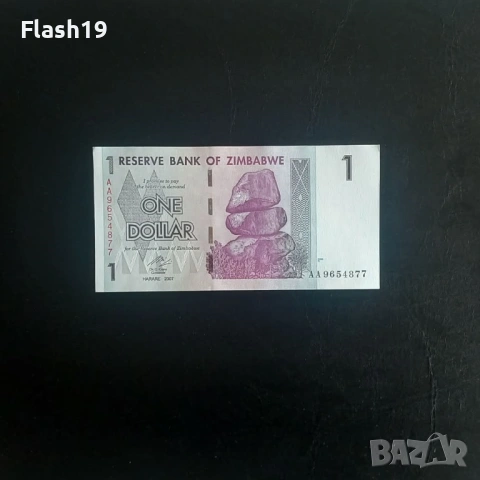 Flash19
1 RESERVE BANK OF ZIMBABWE 1
I promise to pay
the bearer on demand
ONE
DOLLAR
for the Reserve Bank of Zimbabwe
AA9654877
1
HARARE 2007
AA9654877
BAZAR